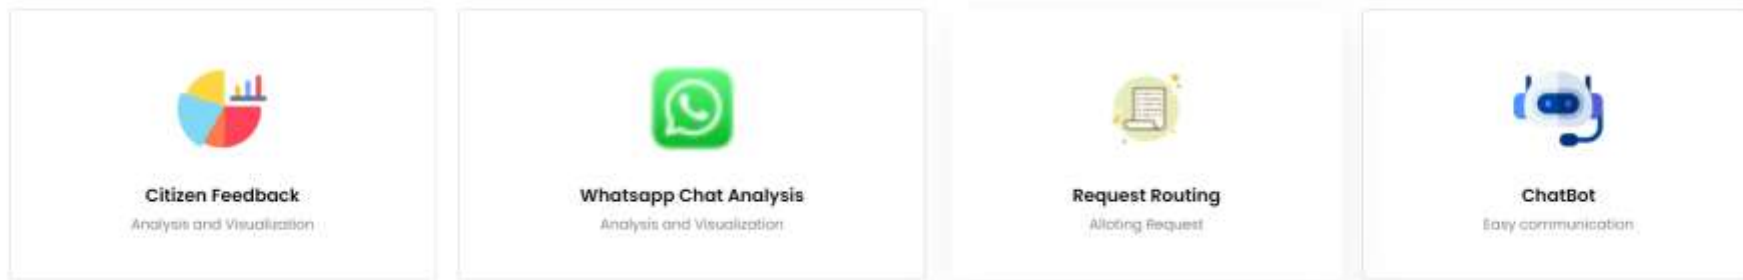 Citizen Feedback
Analysis and Visualization
Whatsapp Chat Analysis
Analysis and Visualization
Request Routing
Alloting Request
ChatBot
Easy communication